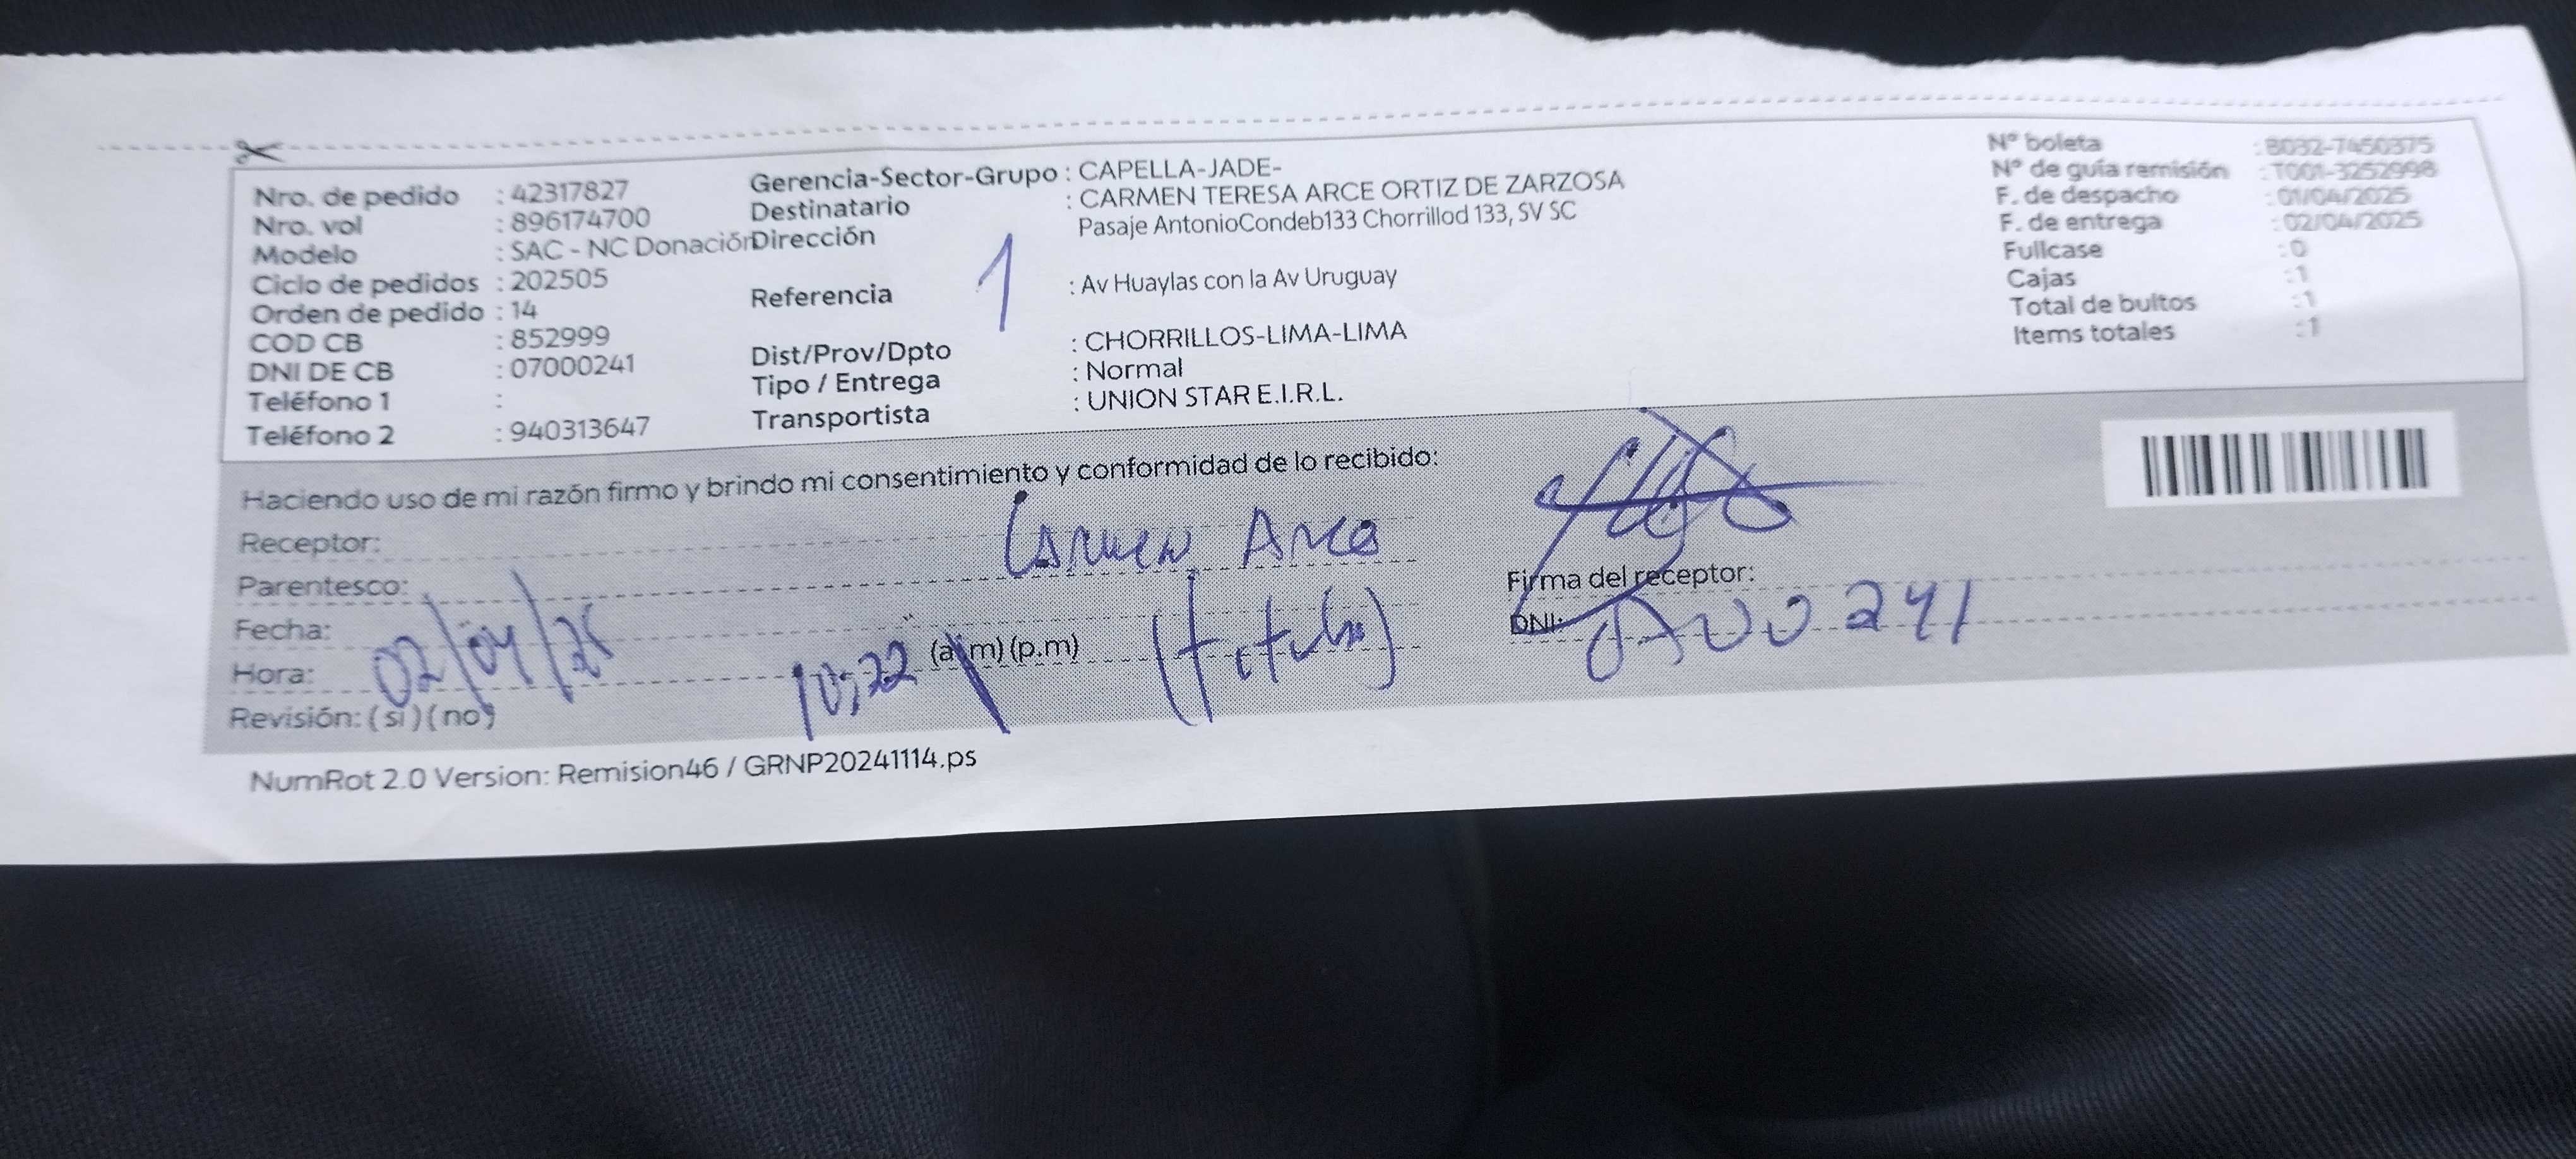 Nro. de pedido : 42317827
Nro. vol : 896174700
Modelo : SAC - NC Donación
Ciclo de pedidos : 202505
Orden de pedido : 14
COD CB : 852999
DNI DE CB : 07000241
Teléfono 1 :
Teléfono 2 : 940313647
Gerencia-Sector-Grupo : CAPELLA-JADE-
Destinatario : CARMEN TERESA ARCE ORTIZ DE ZARZOSA
Dirección Pasaje AntonioCondeb133 Chorrillod 133, SV SC
1
Referencia : Av Huaylas con la Av Uruguay
Dist/Prov/Dpto : CHORRILLOS-LIMA-LIMA
Tipo / Entrega : Normal
Transportista : UNION STAR E.I.R.L.
N° boleta : B032-7450375
N° de guía remisión : T001-3252998
F. de despacho : 01/04/2025
F. de entrega : 02/04/2025
Fullcase : 0
Cajas : 1
Total de bultos : 1
Items totales : 1
Haciendo uso de mi razón firmo y brindo mi consentimiento y conformidad de lo recibido:
Receptor: Carmen Arce
Parentesco:
Firma del receptor:
Fecha: 02/04/25
DNI:
Hora: 10:22 (a.m) (p.m)
Revisión: (si) (no)
NumRot 2.0 Version: Remision46 / GRNP20241114.ps